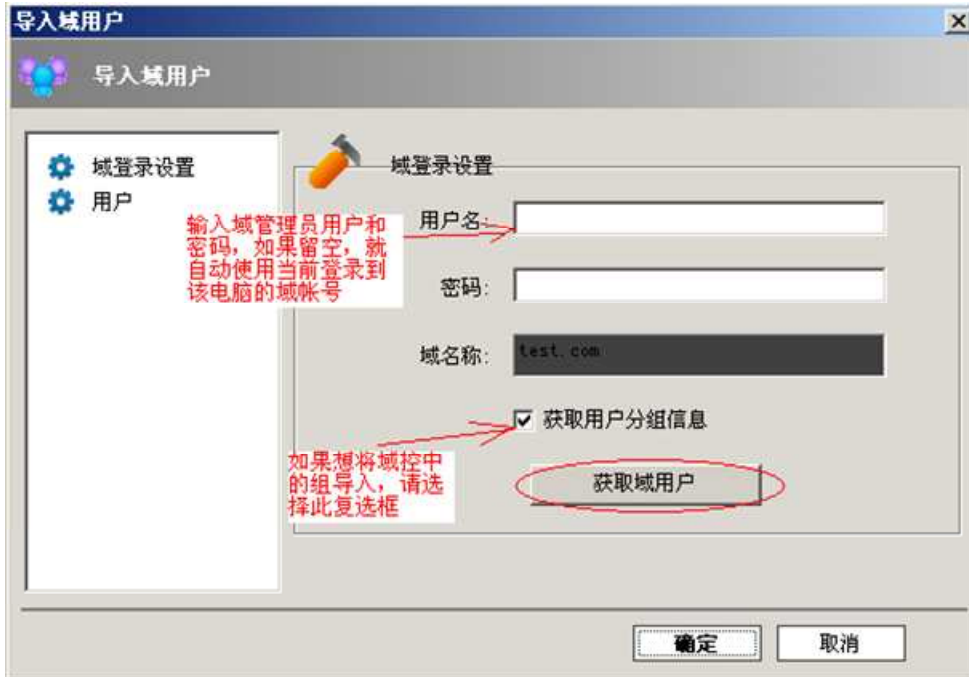 导入域用户
导入域用户
域登录设置
用户
域登录设置
用户名:
输入域管理员用户和
密码，如果留空，就
自动使用当前登录到
该电脑的域帐号
密码:
域名称:
test.com
获取用户分组信息
如果想将域控中
的组导入，请选
择此复选框
获取域用户
确定
取消